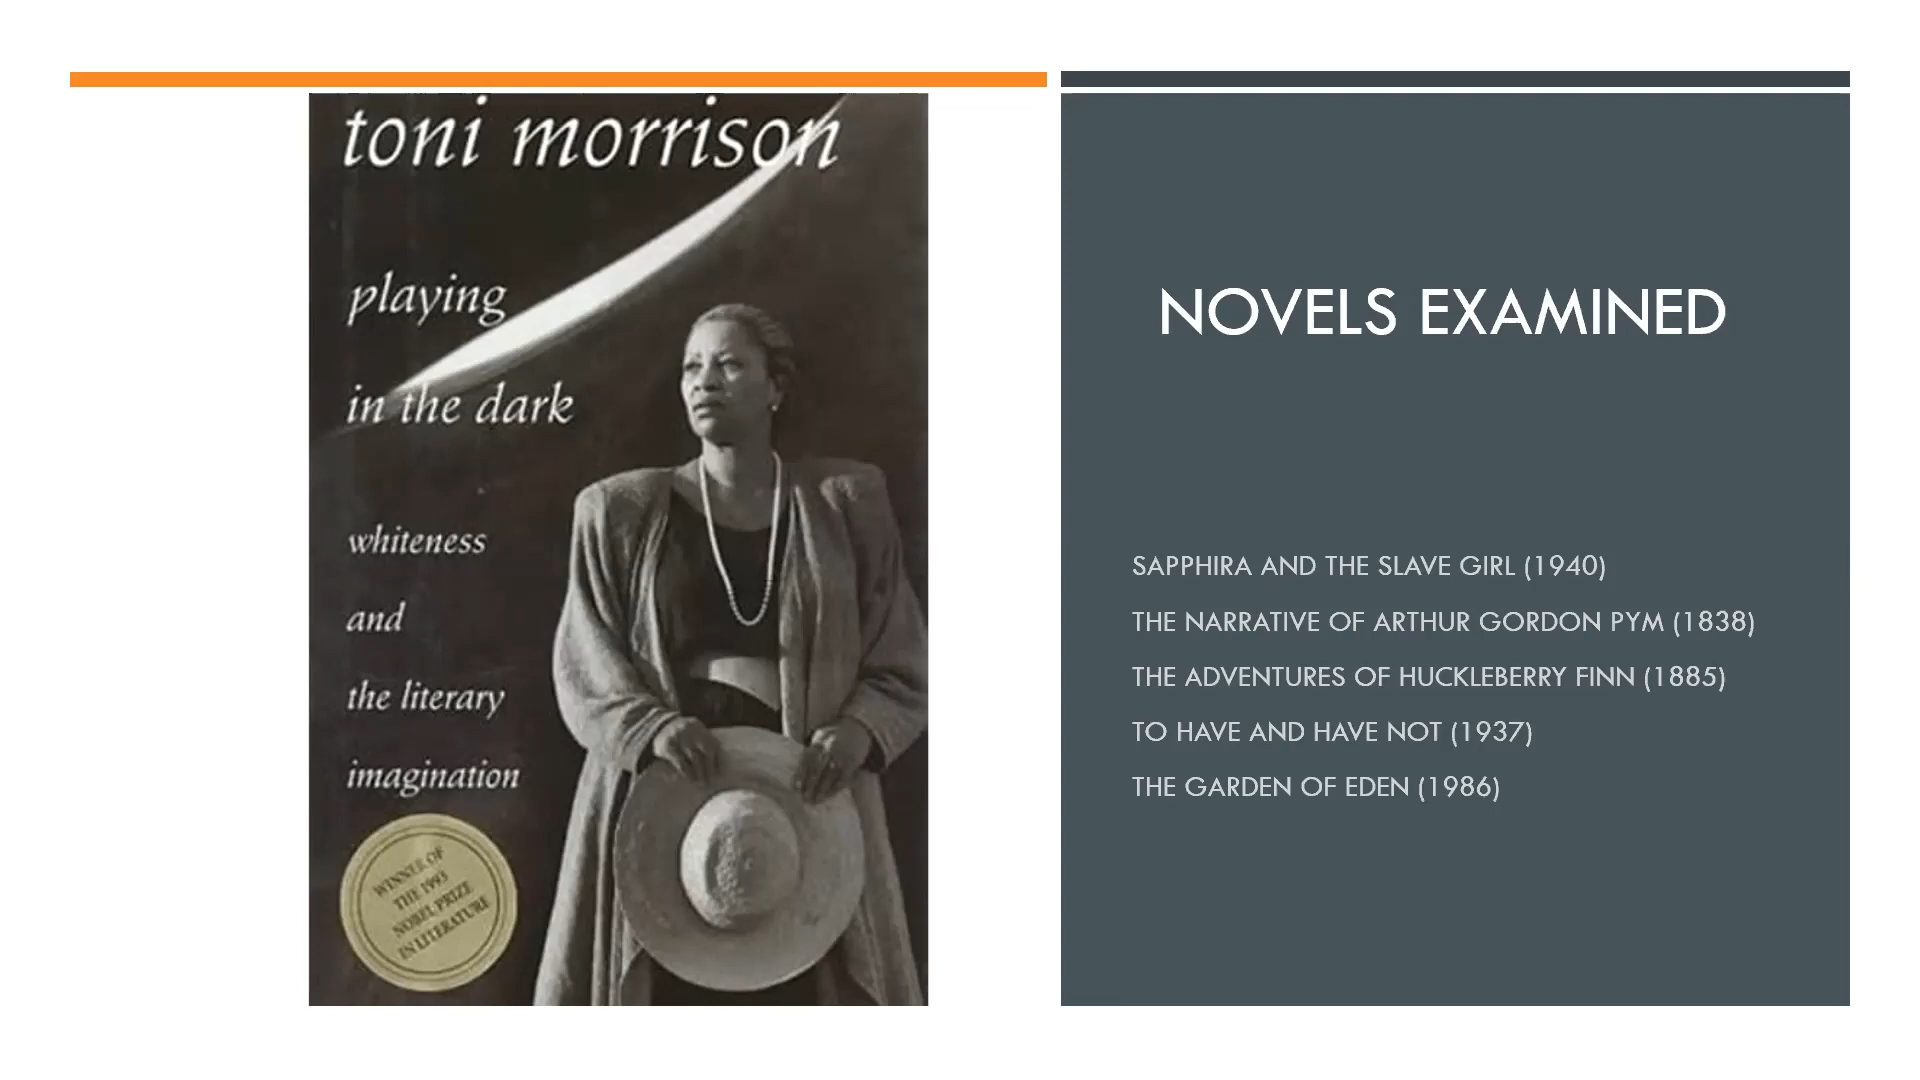 toni morrison
playing
in the dark
whiteness
and
the literary
imagination
WINNER OF
THE 1993
NOBEL PRIZE
IN LITERATURE
NOVELS EXAMINED
SAPPHIRA AND THE SLAVE GIRL (1940)
THE NARRATIVE OF ARTHUR GORDON PYM (1838)
THE ADVENTURES OF HUCKLEBERRY FINN (1885)
TO HAVE AND HAVE NOT (1937)
THE GARDEN OF EDEN (1986)